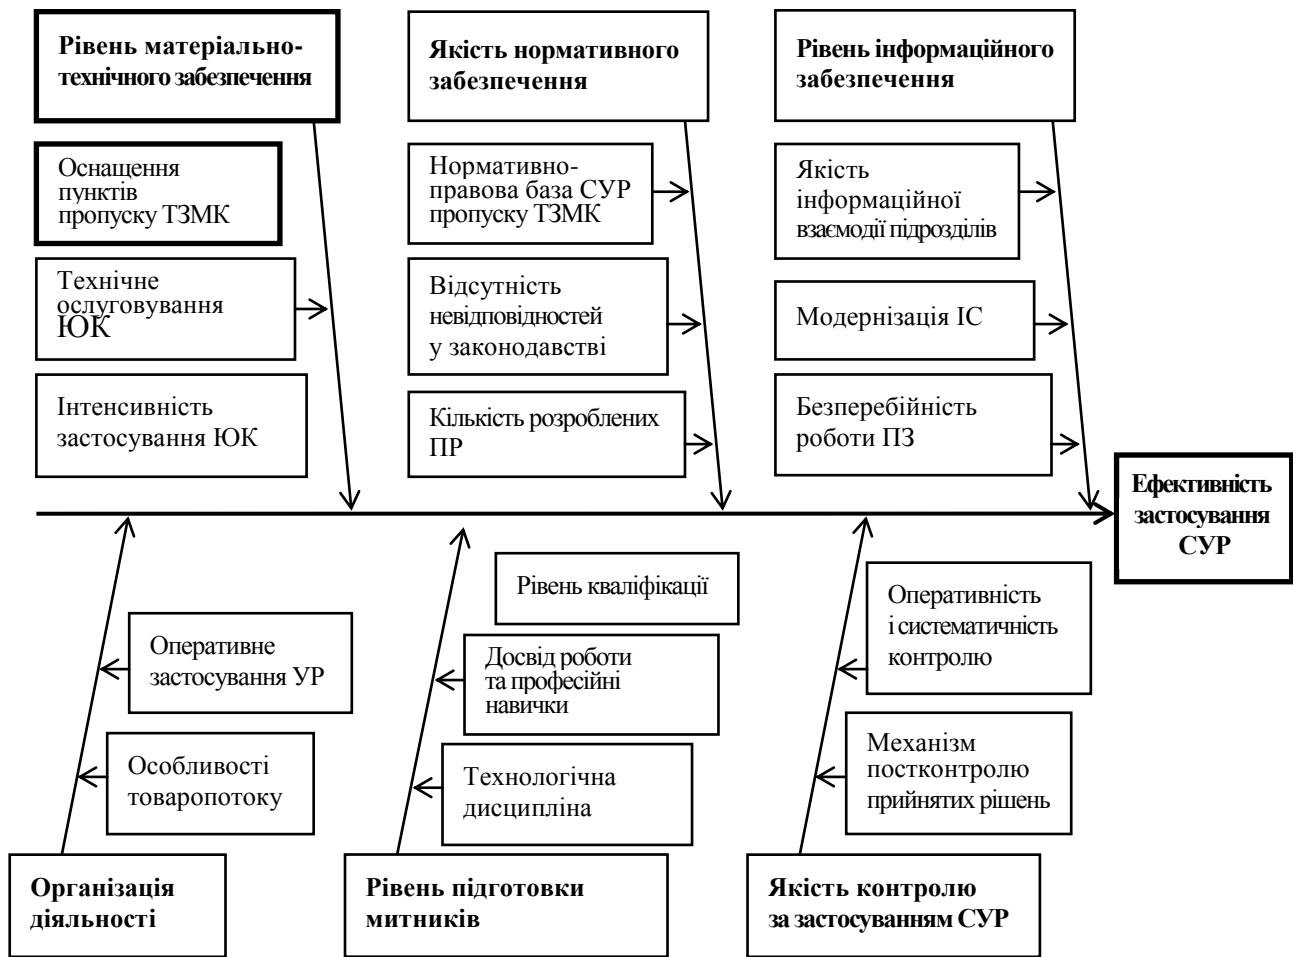 Рівень матеріально-
технічного забезпечення
Якість нормативного
забезпечення
Рівень інформаційного
забезпечення
Оснащення
пунктів
пропуску ТЗМК
Нормативно-
правова база СУР
пропуску ТЗМК
Якість
інформаційної
взаємодії підрозділів
Технічне
ослуговування
ЮК
Відсутність
невідповідностей
у законодавстві
Модернізація ІС
Інтенсивність
застосування ЮК
Кількість розроблених
ПР
Безперебійність
роботи ПЗ
Ефективність
застосування
СУР
Оперативне
застосування УР
Рівень кваліфікації
Оперативність
і систематичність
контролю
Досвід роботи
та професійні
навички
Особливості
товаропотоку
Технологічна
дисципліна
Механізм
постконтролю
прийнятих рішень
Організація
діяльності
Рівень підготовки
митників
Якість контролю
за застосуванням СУР